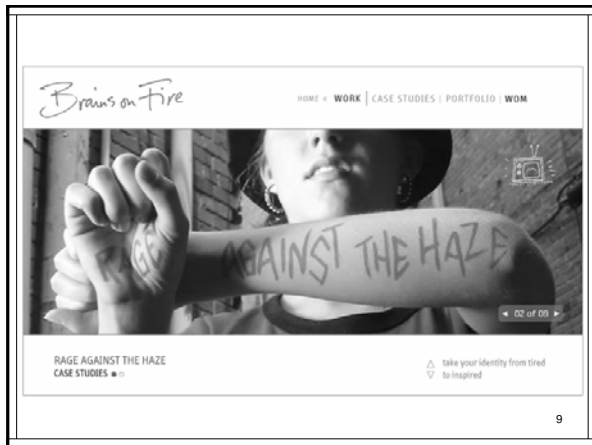 Brains on Fire
HOME < WORK | CASE STUDIES | PORTFOLIO | WOM
RAGE AGAINST THE HAZE
◄ 02 of 09 ►
RAGE AGAINST THE HAZE
CASE STUDIES
take your identity from tired
to inspired
9